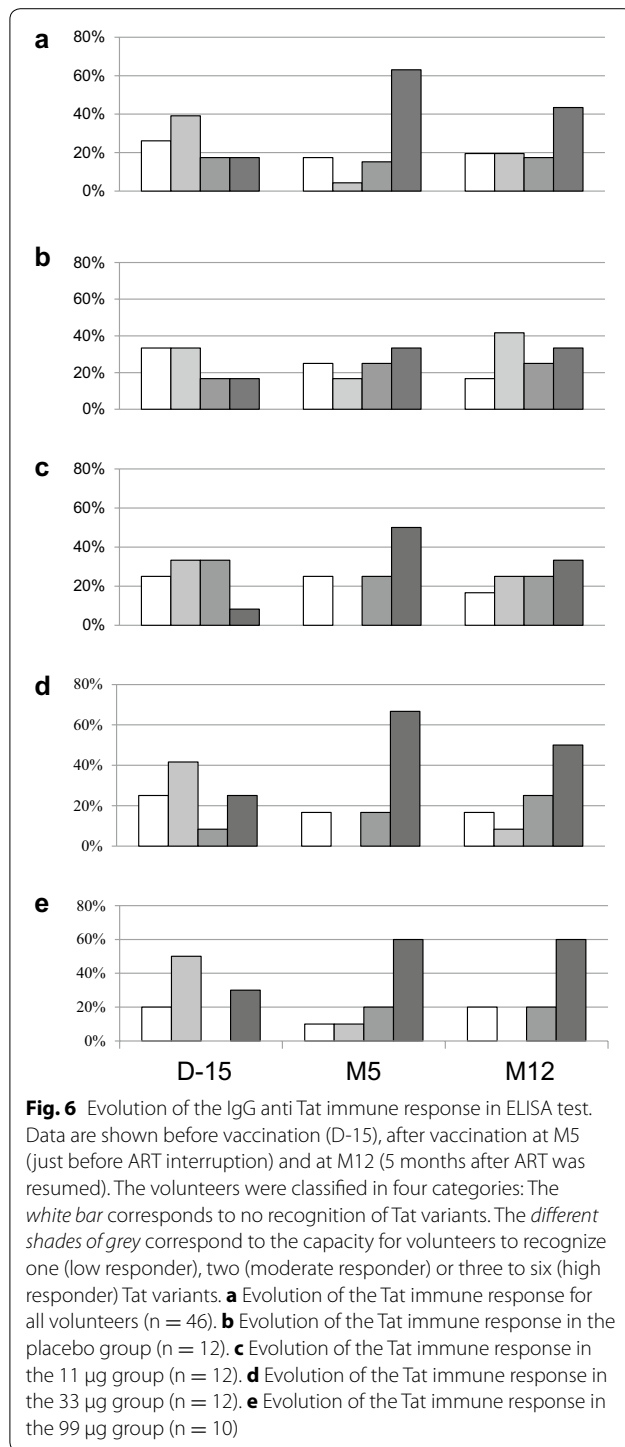 a
80%
60%
40%
20%
0%
b
80%
60%
40%
20%
0%
c
80%
60%
40%
20%
0%
d
80%
60%
40%
20%
0%
e
80%
60%
40%
20%
0%
D-15 M5 M12
Fig. 6 Evolution of the IgG anti Tat immune response in ELISA test.
Data are shown before vaccination (D-15), after vaccination at M5
(just before ART interruption) and at M12 (5 months after ART was
resumed). The volunteers were classified in four categories: The
white bar corresponds to no recognition of Tat variants. The different
shades of grey correspond to the capacity for volunteers to recognize
one (low responder), two (moderate responder) or three to six (high
responder) Tat variants. a Evolution of the Tat immune response for
all volunteers (n = 46). b Evolution of the Tat immune response in the
placebo group (n = 12). c Evolution of the Tat immune response in
the 11 µg group (n = 12). d Evolution of the Tat immune response in
the 33 µg group (n = 12). e Evolution of the Tat immune response in
the 99 µg group (n = 10)